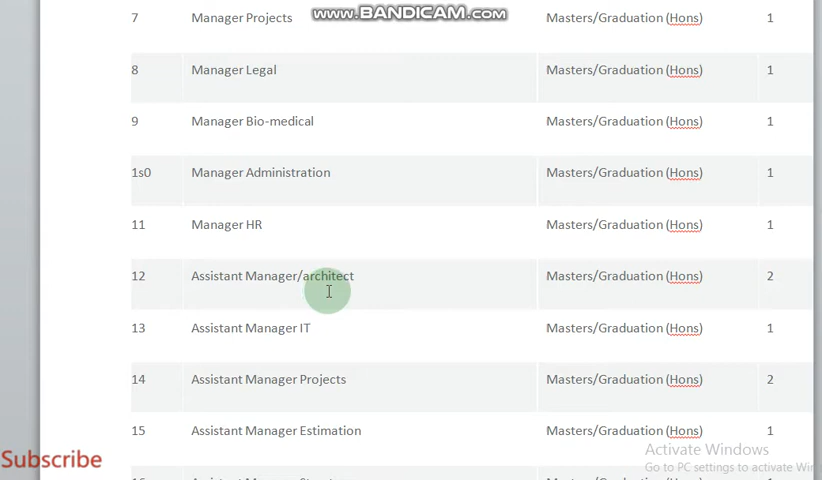 7 Manager Projects Masters/Graduation (Hons) 1
www.BANDICAM.com
8 Manager Legal Masters/Graduation (Hons) 1
9 Manager Bio-medical Masters/Graduation (Hons) 1
1s0 Manager Administration Masters/Graduation (Hons) 1
11 Manager HR Masters/Graduation (Hons) 1
12 Assistant Manager/architect Masters/Graduation (Hons) 2
13 Assistant Manager IT Masters/Graduation (Hons) 1
14 Assistant Manager Projects Masters/Graduation (Hons) 2
15 Assistant Manager Estimation Masters/Graduation (Hons) 1
Activate Windows
Subscribe
Go to PC settings to activate Win